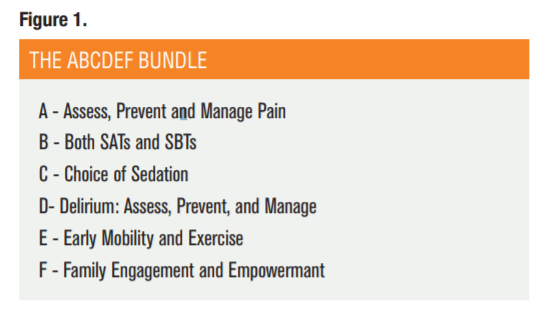 Figure 1.
THE ABCDEF BUNDLE
A - Assess, Prevent and Manage Pain
B - Both SATs and SBTs
C - Choice of Sedation
D- Delirium: Assess, Prevent, and Manage
E - Early Mobility and Exercise
F - Family Engagement and Empowermant